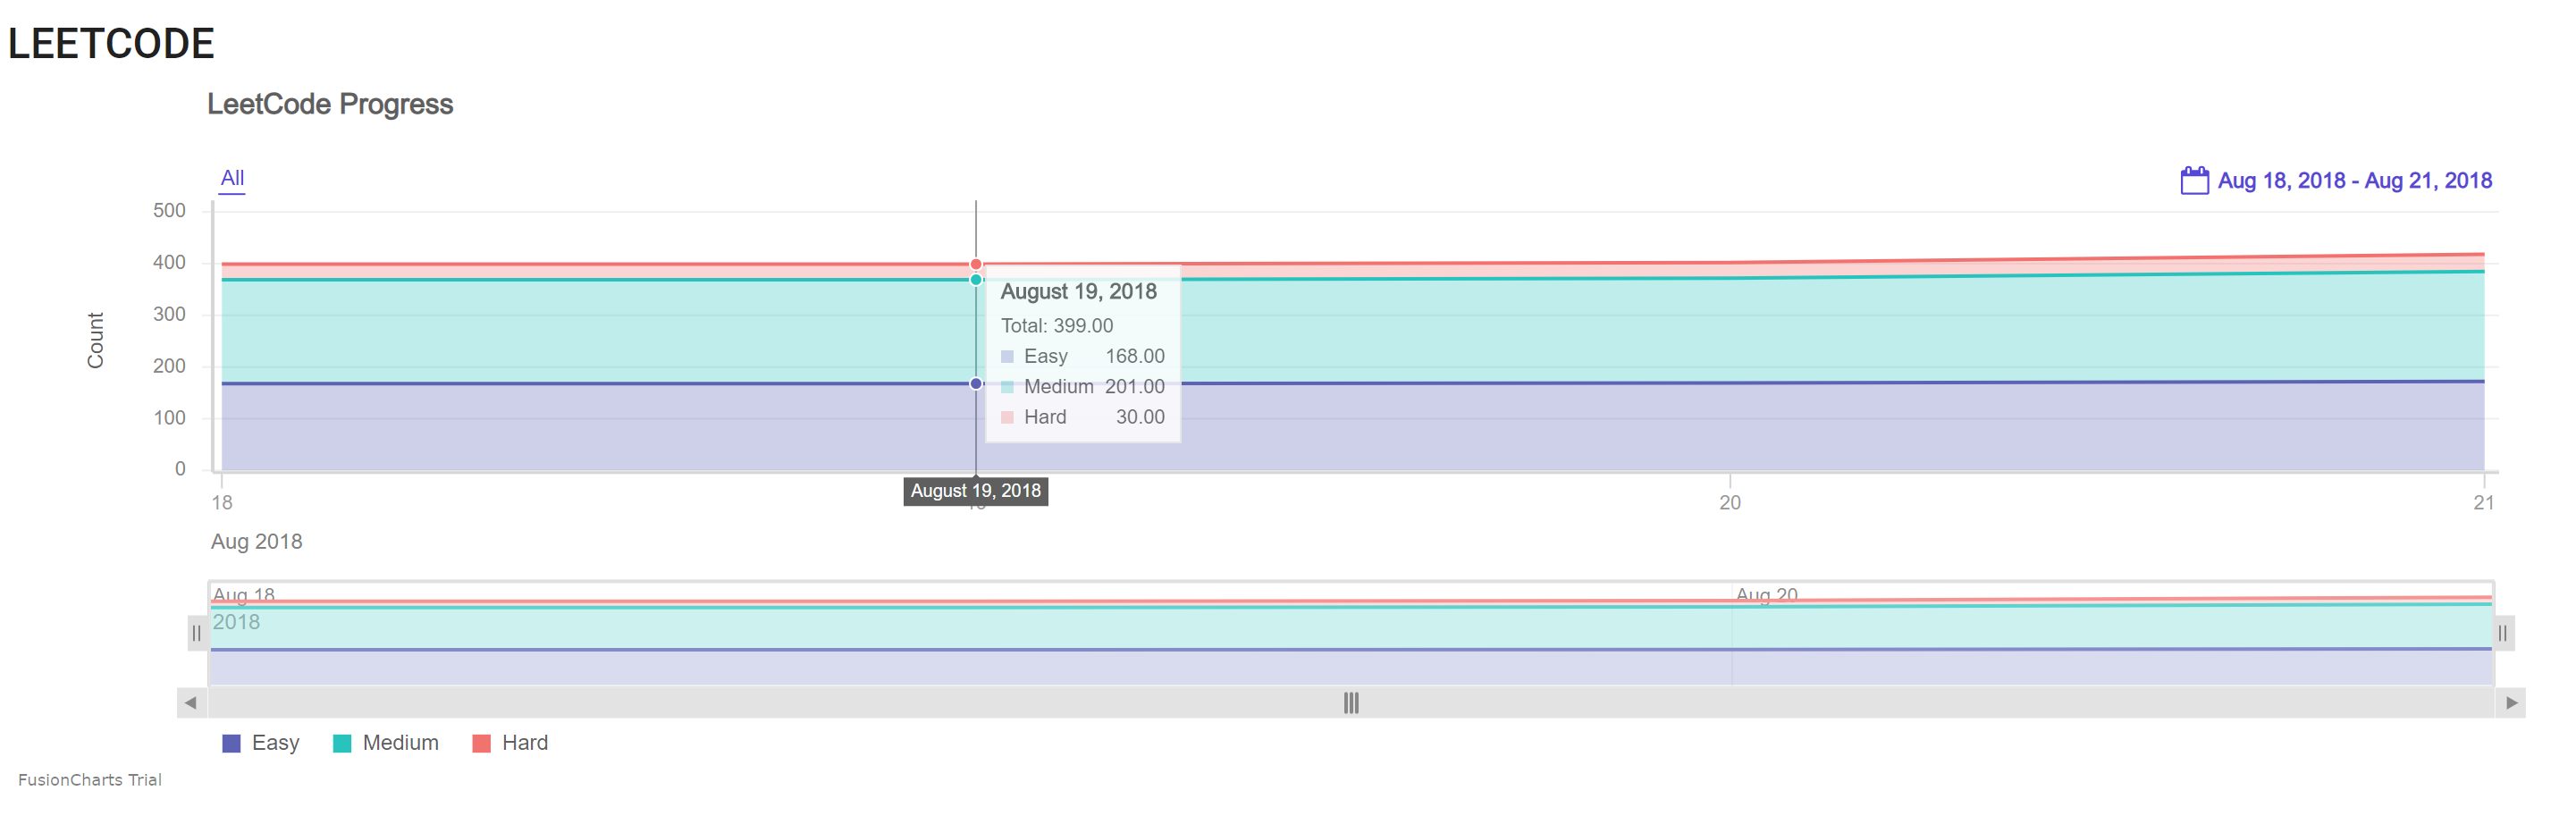 LEETCODE
LeetCode Progress
All
Aug 18, 2018 - Aug 21, 2018
500
400
300
200
100
0
Count
August 19, 2018
Total: 399.00
Easy 168.00
Medium 201.00
Hard 30.00
August 19, 2018
18
20
21
Aug 2018
Aug 18
2018
Aug 20
Easy
Medium
Hard
FusionCharts Trial